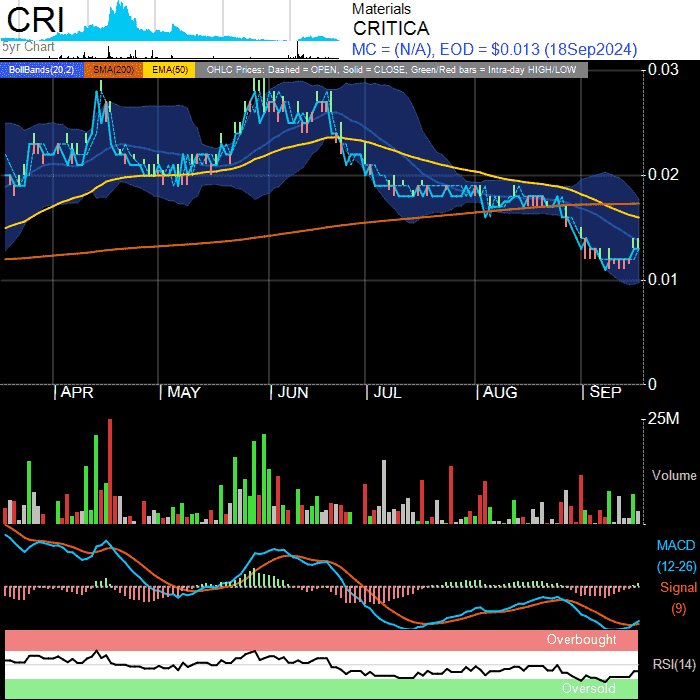 CRI
5yr Chart
Materials
CRITICA
MC = (N/A), EOD = $0.013 (18Sep2024)
BollBands(20,2) SMA(200) EMA(50) OHLC Prices: Dashed = OPEN, Solid = CLOSE, Green/Red bars = Intra-day HIGH/LOW
0.03
0.02
0.01
0
APR MAY JUN JUL AUG SEP
25M
Volume
MACD
(12-26)
Signal
(9)
Overbought
RSI(14)
Oversold